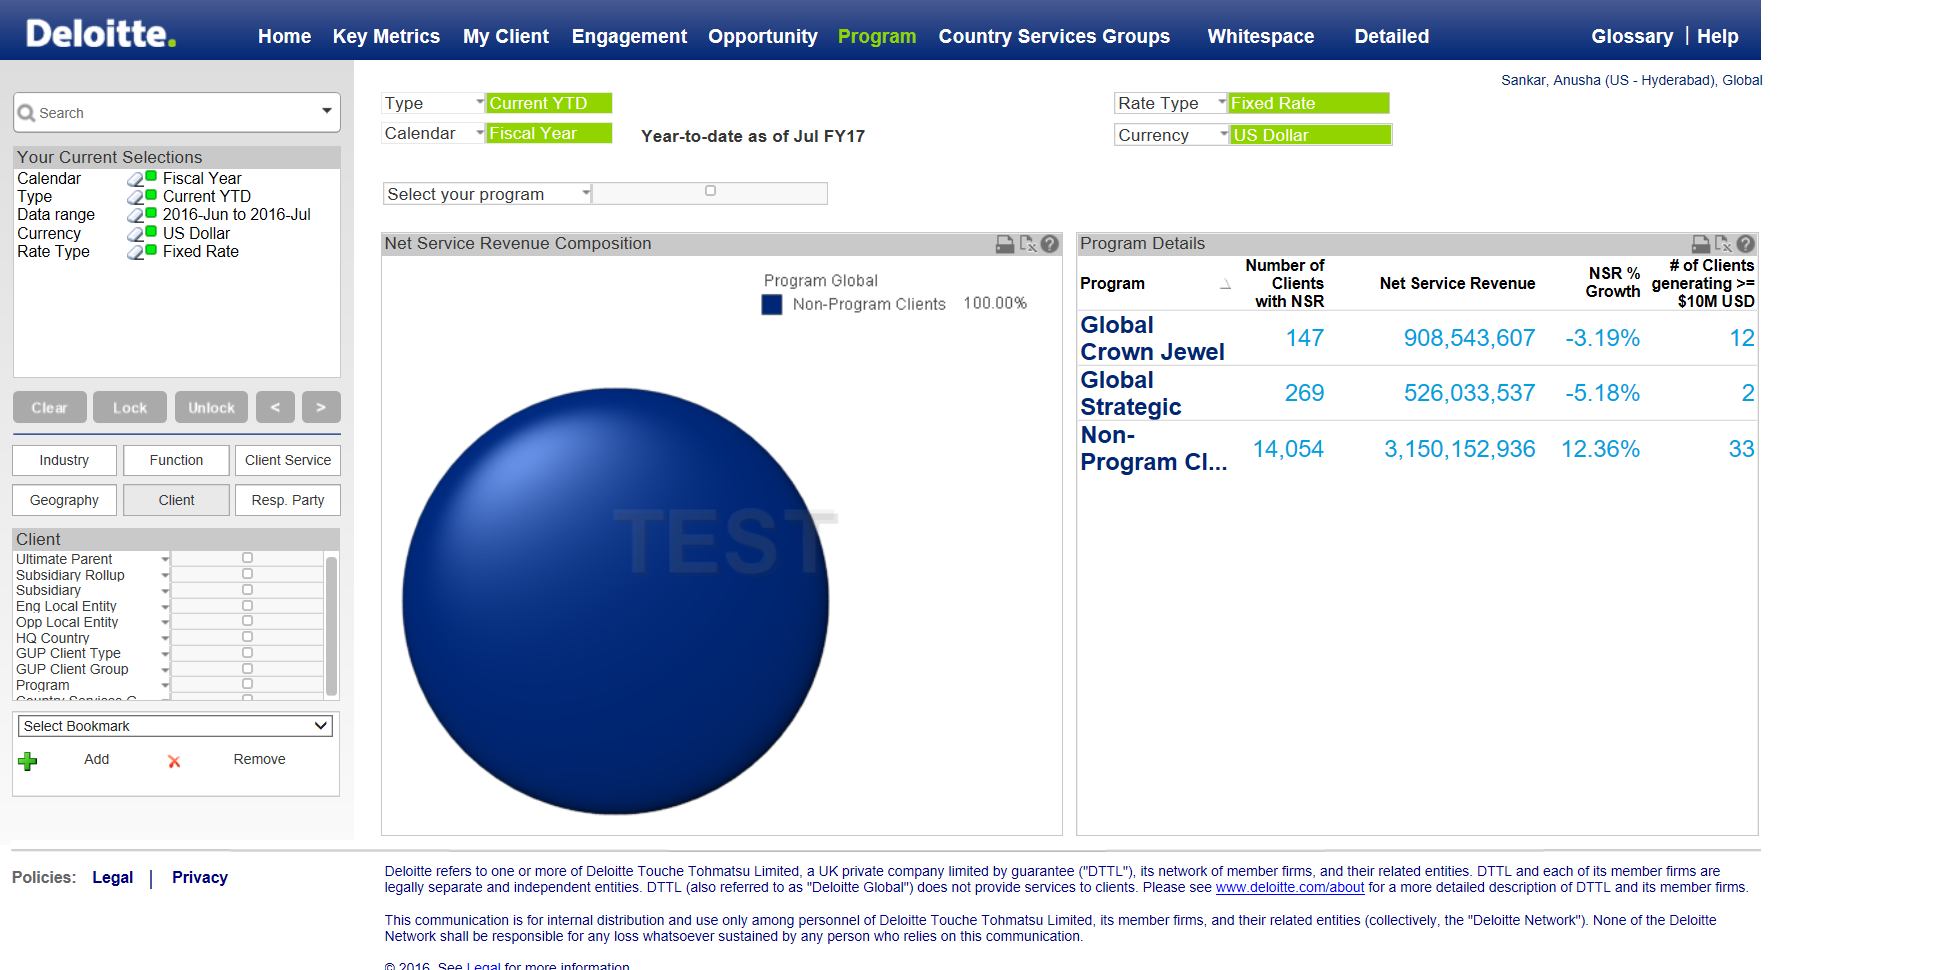 Deloitte.
Home Key Metrics My Client Engagement Opportunity Program Country Services Groups Whitespace Detailed Glossary | Help
Sankar, Anusha (US - Hyderabad), Global
Search
Your Current Selections
Calendar Fiscal Year
Type Current YTD
Data range 2016-Jun to 2016-Jul
Currency US Dollar
Rate Type Fixed Rate
Clear Lock Unlock < >
Industry Function Client Service
Geography Client Resp. Party
Client
Ultimate Parent
Subsidiary Rollup
Subsidiary
Eng Local Entity
Opp Local Entity
HQ Country
GUP Client Type
GUP Client Group
Program
Country Services G
Select Bookmark
Add Remove
Type Current YTD
Calendar Fiscal Year
Year-to-date as of Jul FY17
Rate Type Fixed Rate
Currency US Dollar
Select your program
Net Service Revenue Composition
Program Global
Non-Program Clients 100.00%
TEST
Program Details
Program Number of Clients with NSR Net Service Revenue NSR % Growth # of Clients generating >= $10M USD
Global Crown Jewel 147 908,543,607 -3.19% 12
Global Strategic 269 526,033,537 -5.18% 2
Non-Program Cl... 14,054 3,150,152,936 12.36% 33
Policies: Legal | Privacy
Deloitte refers to one or more of Deloitte Touche Tohmatsu Limited, a UK private company limited by guarantee ("DTTL"), its network of member firms, and their related entities. DTTL and each of its member firms are
legally separate and independent entities. DTTL (also referred to as "Deloitte Global") does not provide services to clients. Please see www.deloitte.com/about for a more detailed description of DTTL and its member firms.
This communication is for internal distribution and use only among personnel of Deloitte Touche Tohmatsu Limited, its member firms, and their related entities (collectively, the "Deloitte Network"). None of the Deloitte
Network shall be responsible for any loss whatsoever sustained by any person who relies on this communication.
© 2016. See Legal for more information